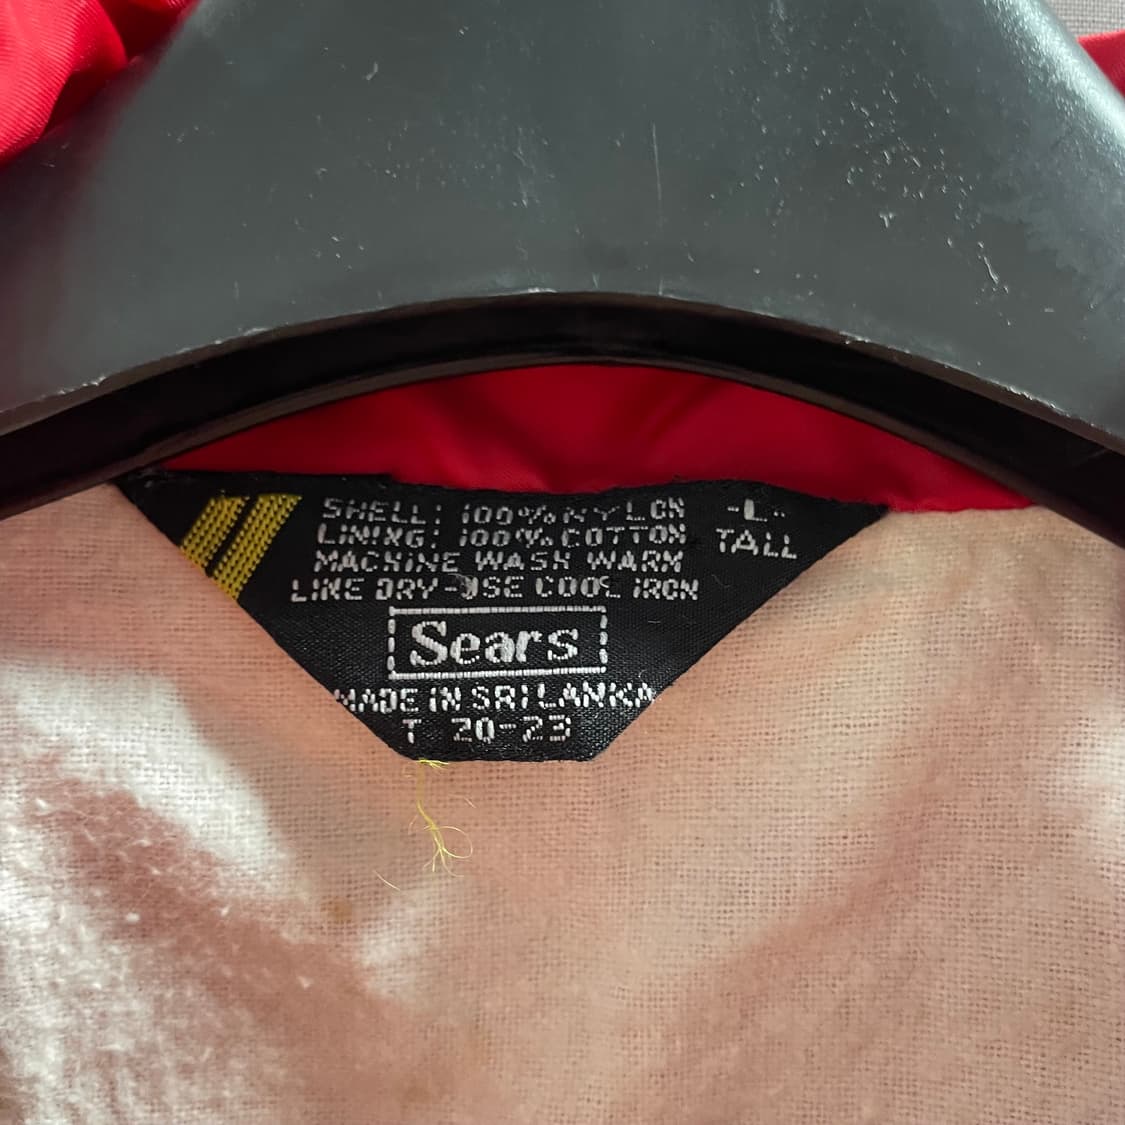 SHELL: 100% NYLON
LINING: 100% COTTON
MACHINE WASH WARM
LINE DRY-USE COOL IRON
-L-
TALL
Sears
MADE IN SRI LANKA
T 20-23